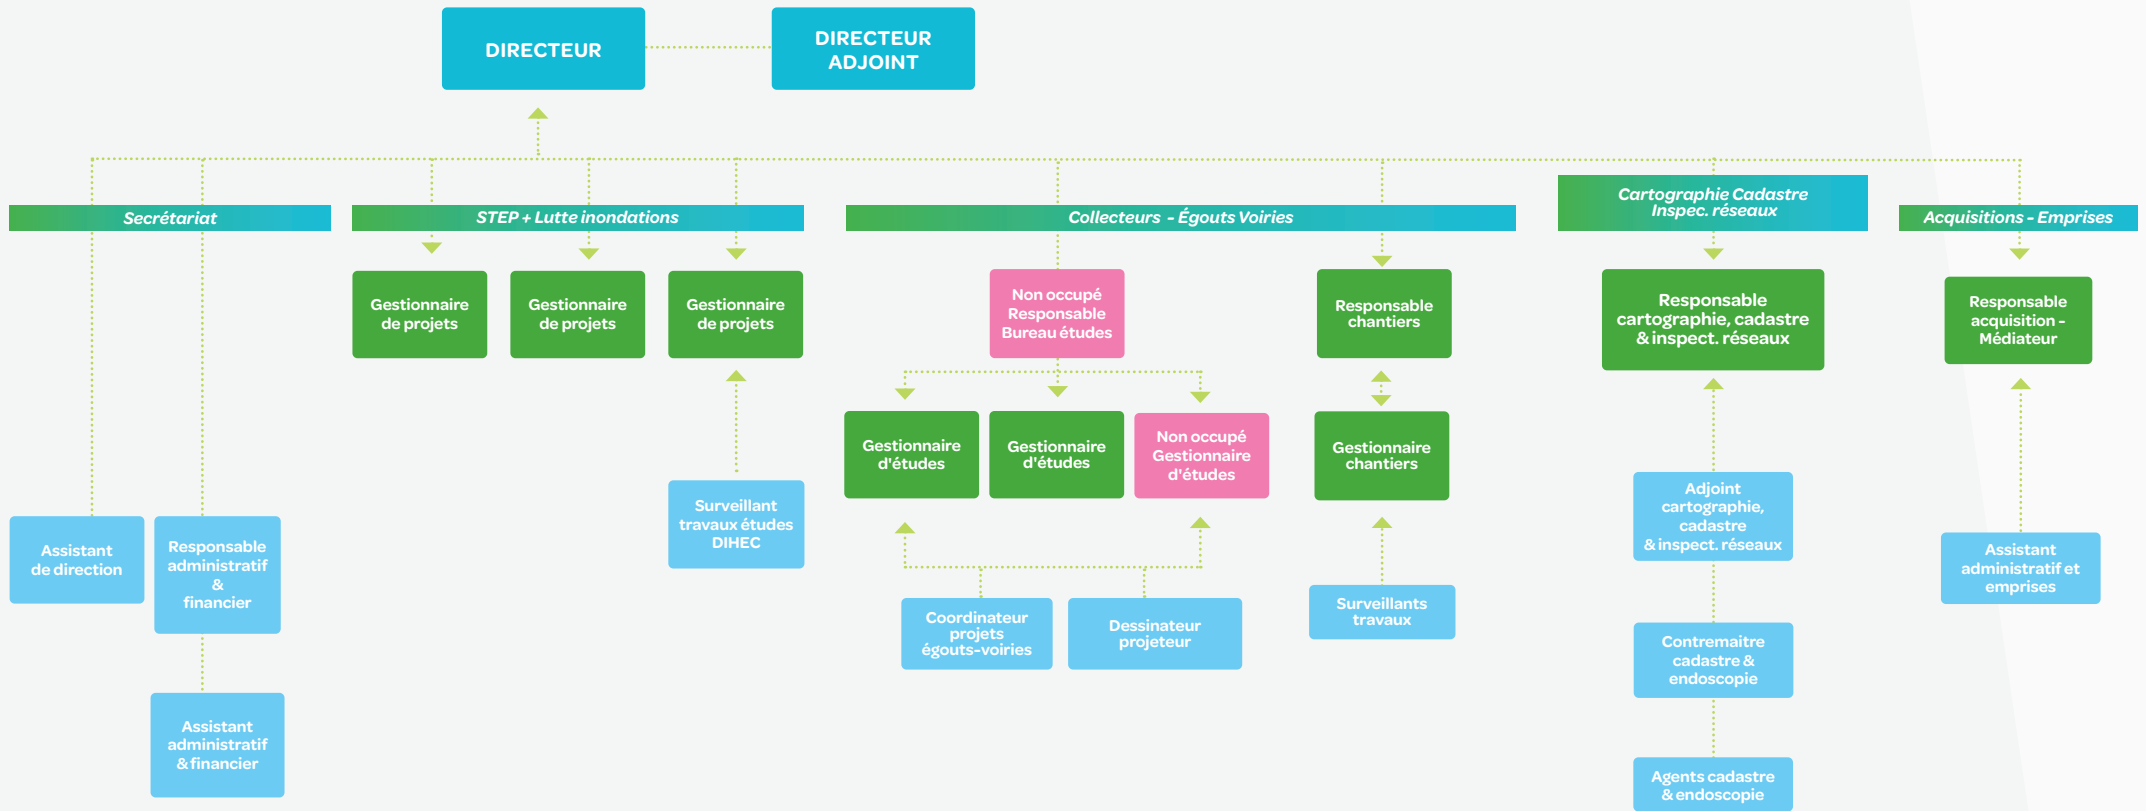 DIRECTEUR
DIRECTEUR
ADJOINT
Secrétariat
STEP + Lutte inondations
Collecteurs - Égouts Voiries
Cartographie Cadastre
Inspec. réseaux
Acquisitions - Emprises
Gestionnaire
de projets
Gestionnaire
de projets
Gestionnaire
de projets
Non occupé
Responsable
Bureau études
Responsable
chantiers
Responsable
cartographie, cadastre
& inspect. réseaux
Responsable
acquisition -
Médiateur
Gestionnaire
d'études
Gestionnaire
d'études
Non occupé
Gestionnaire
d'études
Gestionnaire
chantiers
Surveillant
travaux études
DIHEC
Adjoint
cartographie,
cadastre
& inspect. réseaux
Assistant
de direction
Responsable
administratif
&
financier
Assistant
administratif et
emprises
Coordinateur
projets
égouts-voiries
Dessinateur
projeteur
Surveillants
travaux
Contremaitre
cadastre &
endoscopie
Assistant
administratif
& financier
Agents cadastre
& endoscopie